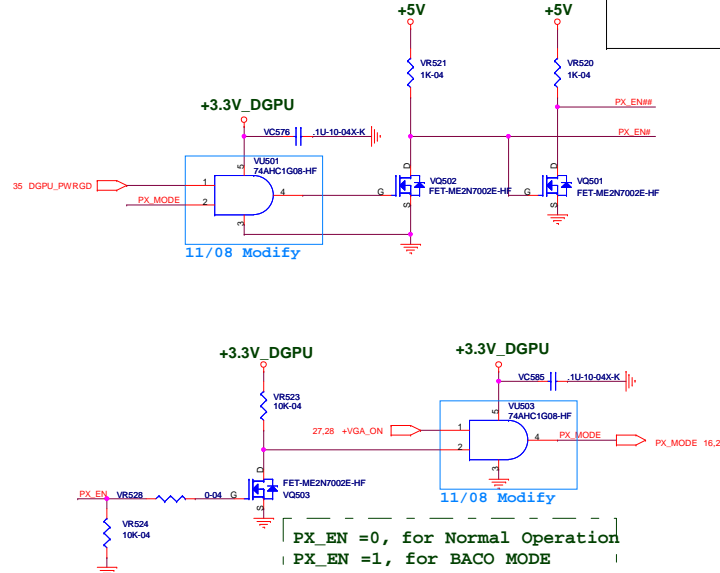 +5V
+5V
VR521
1K-04
VR520
1K-04
+3.3V_DGPU
PX_EN##
VC576
.1U-10-04X-K
PX_EN#
VU501
74AHC1G08-HF
5
D
D
35 DGPU_PWRGD
1
4
VQ502
VQ501
G
FET-ME2N7002E-HF
G
FET-ME2N7002E-HF
PX_MODE
2
S
S
3
11/08 Modify
+3.3V_DGPU
+3.3V_DGPU
VC585
.1U-10-04X-K
VR523
10K-04
VU503
74AHC1G08-HF
5
27,28 +VGA_ON
1
4
PX_MODE
PX_MODE 16,2
2
D
3
FET-ME2N7002E-HF
PX_EN
VR528
0-04
G
VQ503
11/08 Modify
S
VR524
10K-04
PX_EN =0, for Normal Operation
PX_EN =1, for BACO MODE